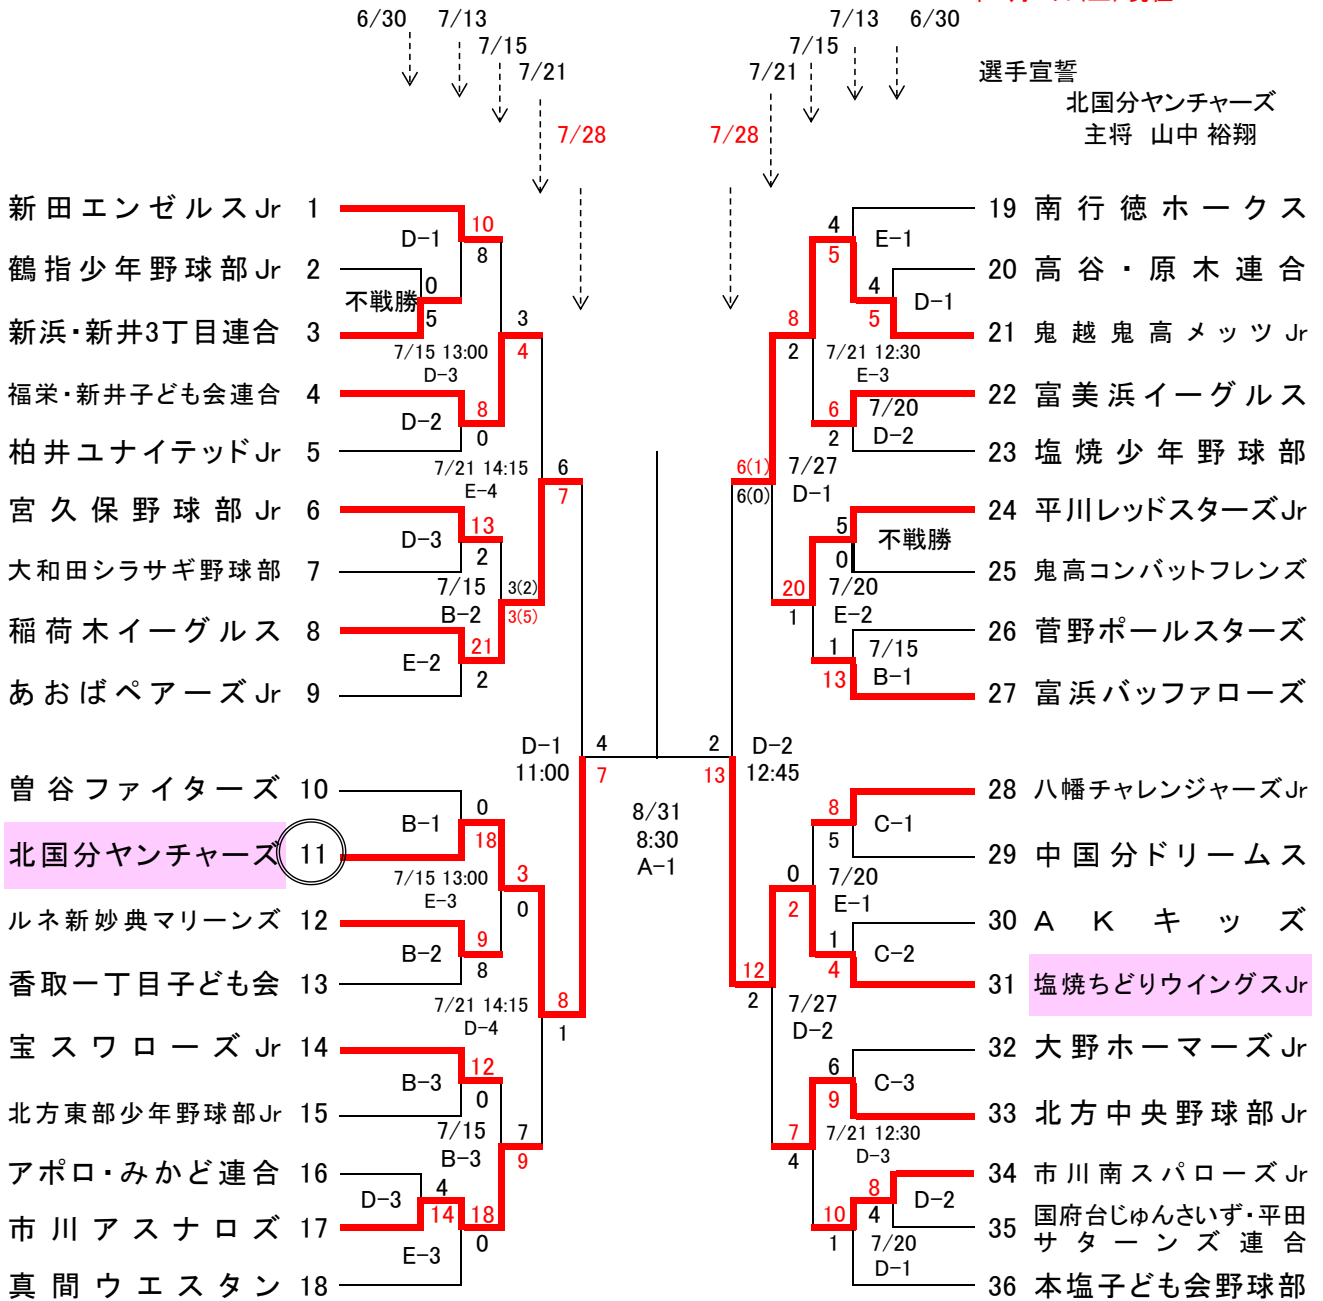 6/30 7/13 7/13 6/30
7/15 7/15
7/21 7/21 選手宣誓
北国分ヤンチャーズ
7/28 7/28 主将 山中 裕翔
新田エンゼルスJr 1
10
D-1
8
鶴指少年野球部Jr 2
0
不戦勝
5
新浜・新井3丁目連合 3
3
7/15 13:00 4
D-3
福栄・新井子ども会連合 4
8
D-2
0
柏井ユナイテッドJr 5
7/21 14:15 6
E-4 7
宮久保野球部Jr 6
13
D-3
2
大和田シラサギ野球部 7
7/15 3(2)
B-2 3(5)
稲荷木イーグルス 8
21
E-2
2
あおばペアーズJr 9
D-1 4
11:00 7
曽谷ファイターズ 10
0
B-1
18
北国分ヤンチャーズ 11
7/15 13:00 3
E-3 0
ルネ新妙典マリーンズ 12
9
B-2
8
香取一丁目子ども会 13
7/21 14:15 8
D-4 1
宝スワローズJr 14
12
B-3
0
北方東部少年野球部Jr 15
7/15 7
B-3 9
アポロ・みかど連合 16
4
D-3
14
市川アスナロズ 17
18
E-3 0
真間ウエスタン 18
8/31
8:30
A-1
19 南行徳ホークス
4
E-1
5
20 高谷・原木連合
4
D-1
5
21 鬼越鬼高メッツJr
8
2 7/21 12:30
E-3
22 富美浜イーグルス
6 7/20
2 D-2
23 塩焼少年野球部
6(1) 7/27
6(0) D-1
24 平川レッドスターズJr
5
不戦勝
0
25 鬼高コンバットフレンズ
20 7/20
1 E-2
26 菅野ポールスターズ
1 7/15
13 B-1
27 富浜バッファローズ
2 D-2
13 12:45
28 八幡チャレンジャーズJr
8
C-1
5
29 中国分ドリームス
0 7/20
2 E-1
30 AKキッズ
1
C-2
4
31 塩焼ちどりウイングスJr
12
2 7/27
D-2
32 大野ホーマーズJr
6
C-3
9
33 北方中央野球部Jr
7 7/21 12:30
4 D-3
34 市川南スパローズJr
8
D-2
4
35 国府台じゅんさいず・平田
サターンズ連合
10 7/20
1 D-1
36 本塩子ども会野球部